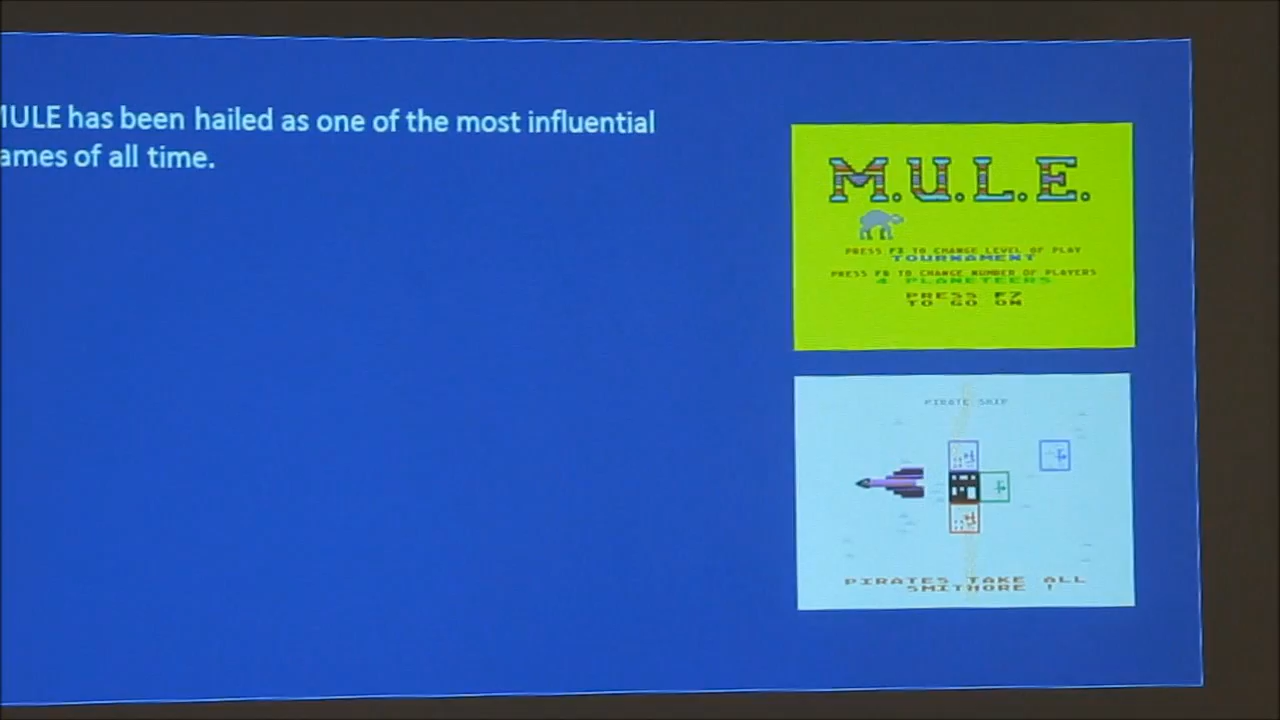 MULE has been hailed as one of the most influential
games of all time.
M.U.L.E.
PRESS F3 TO CHANGE LEVEL OF PLAY
TOURNAMENT
PRESS F5 TO CHANGE NUMBER OF PLAYERS
4 PLANETEERS
PRESS F7
TO GO ON
PIRATE SHIP
PIRATES TAKE ALL
SMITHORE !